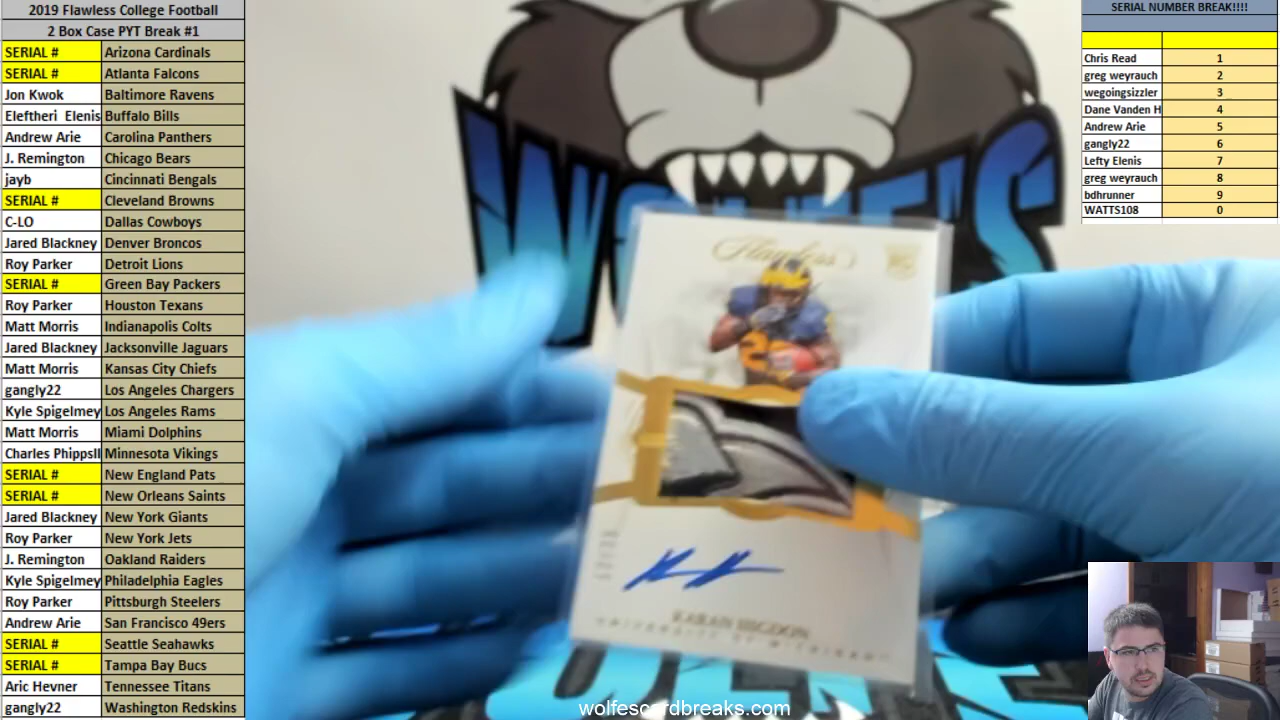 2019 Flawless College Football
2 Box Case PYT Break #1
SERIAL # Arizona Cardinals
SERIAL # Atlanta Falcons
Jon Kwok Baltimore Ravens
Eleftheri Elenis Buffalo Bills
Andrew Arie Carolina Panthers
J. Remington Chicago Bears
jayb Cincinnati Bengals
SERIAL # Cleveland Browns
C-LO Dallas Cowboys
Jared Blackney Denver Broncos
Roy Parker Detroit Lions
SERIAL # Green Bay Packers
Roy Parker Houston Texans
Matt Morris Indianapolis Colts
Jared Blackney Jacksonville Jaguars
Matt Morris Kansas City Chiefs
gangly22 Los Angeles Chargers
Kyle Spigelmey Los Angeles Rams
Matt Morris Miami Dolphins
Charles Phippsll Minnesota Vikings
SERIAL # New England Pats
SERIAL # New Orleans Saints
Jared Blackney New York Giants
Roy Parker New York Jets
J. Remington Oakland Raiders
Kyle Spigelmey Philadelphia Eagles
Roy Parker Pittsburgh Steelers
Andrew Arie San Francisco 49ers
SERIAL # Seattle Seahawks
SERIAL # Tampa Bay Bucs
Aric Hevner Tennessee Titans
gangly22 Washington Redskins
SERIAL NUMBER BREAK!!!!
Chris Read 1
greg weyrauch 2
wegoingsizzler 3
Dane Vanden H 4
Andrew Arie 5
gangly22 6
Lefty Elenis 7
greg weyrauch 8
bdhrunner 9
WATTS108 0
Flawless
KARAN HIGDON
UNIVERSITY OF MICHIGAN
wolfescardbreaks.com